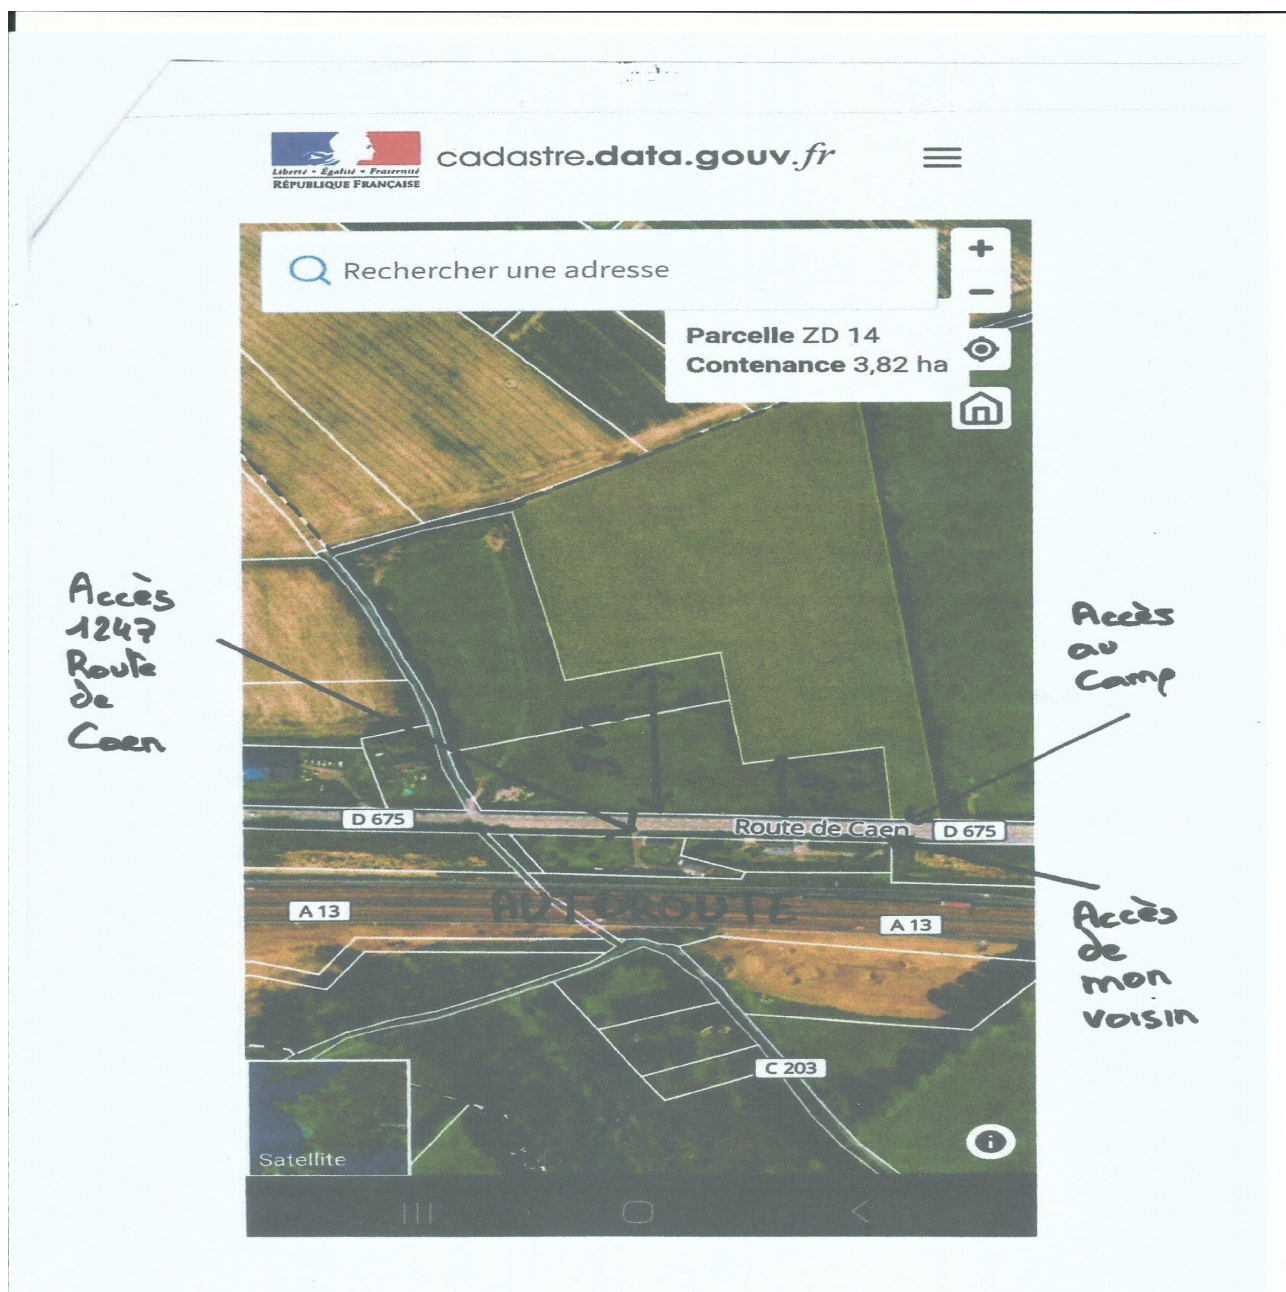 Liberté • Égalité • Fraternité
RÉPUBLIQUE FRANÇAISE
cadastre.data.gouv.fr
Rechercher une adresse
+
−
Parcelle ZD 14
Contenance 3,82 ha
Accès
1247
Route
de
Caen
Accès
au
Camp
D 675
Route de Caen
D 675
A 13
AUTOROUTE
A 13
Accès
de
mon
voisin
C 203
Satellite